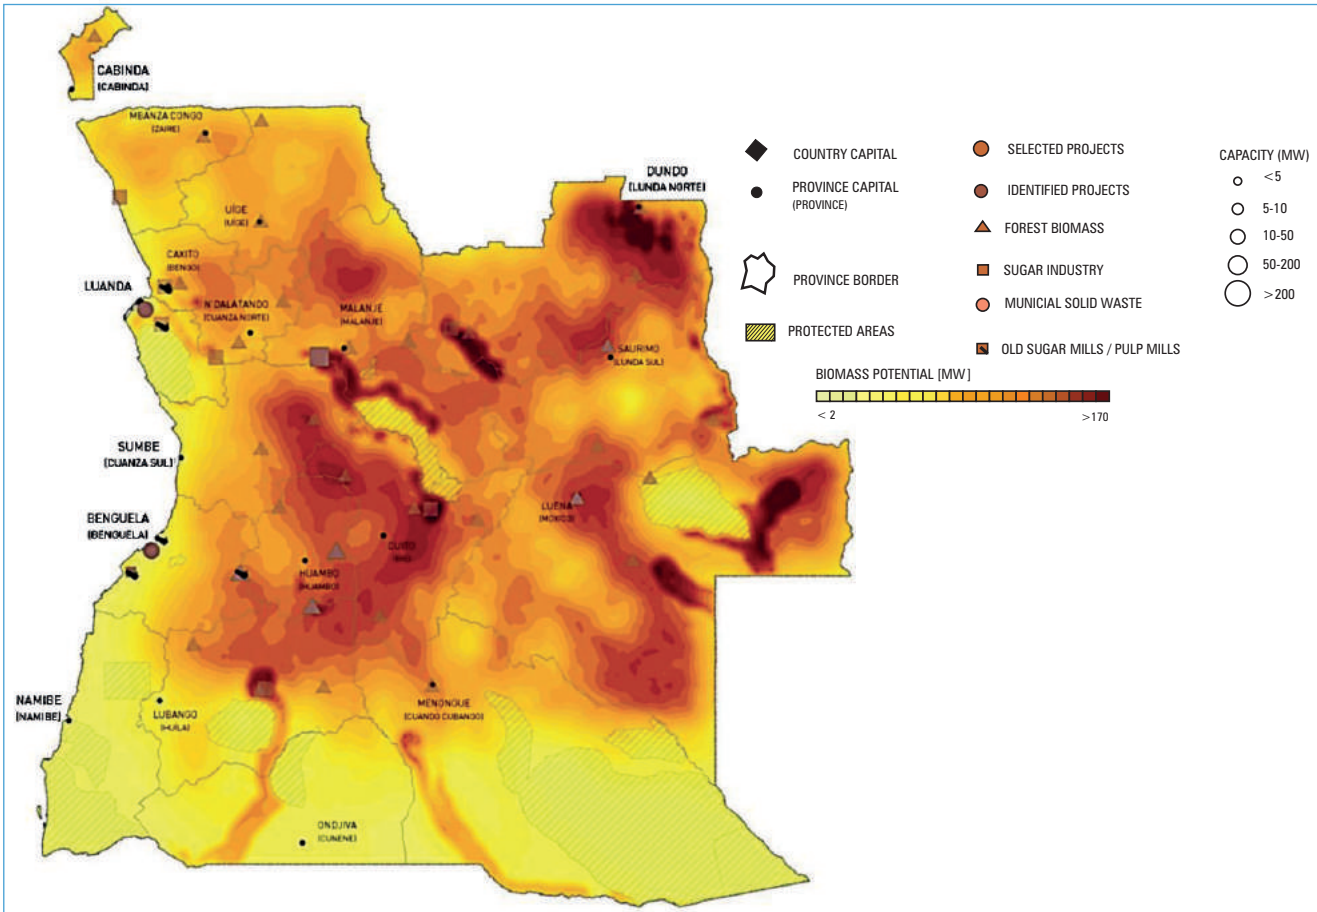 CABINDA
(CABINDA)
MBANZA CONGO
(ZAIRE)
DUNDO
(LUNDA NORTE)
UÍGE
(UÍGE)
CAXITO
(BENGO)
LUANDA
N'DALATANDO
(CUANZA NORTE)
MALANJE
(MALANJE)
SAURIMO
(LUNDA SUL)
SUMBE
(CUANZA SUL)
BENGUELA
(BENGUELA)
LUENA
(MOXICO)
CUITO
(BIÉ)
HUAMBO
(HUAMBO)
NAMIBE
(NAMIBE)
LUBANGO
(HUILA)
MENONGUE
(CUANDO CUBANGO)
ONDJIVA
(CUNENE)
COUNTRY CAPITAL
PROVINCE CAPITAL
(PROVINCE)
PROVINCE BORDER
PROTECTED AREAS
SELECTED PROJECTS
IDENTIFIED PROJECTS
FOREST BIOMASS
SUGAR INDUSTRY
MUNICIAL SOLID WASTE
OLD SUGAR MILLS / PULP MILLS
CAPACITY (MW)
<5
5-10
10-50
50-200
>200
BIOMASS POTENTIAL [MW]
< 2
>170